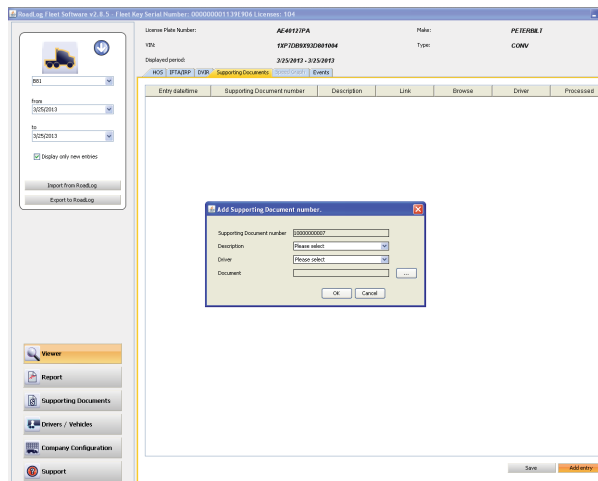 RoadLog Fleet Software v2.8.5 - Fleet Key Serial Number: 000000001139E906 Licenses: 104
License Plate Number: AE40127PA Make: PETERBILT
VIN: 1XP7DB9X93D801004 Type: CONV
Displayed period: 3/25/2013 - 3/25/2013
HOS IFTA/IRP DVIR Supporting Documents Events
Entry date/time Supporting Document number Description Link Browse Driver Processed
881
from
3/25/2013
to
3/25/2013
Display only new entries
Import from RoadLog
Export to RoadLog
Add Supporting Document number.
Supporting Document number 10000000007
Description Please select
Driver Please select
Document ...
OK Cancel
Viewer
Report
Supporting Documents
Drivers / Vehicles
Company Configuration
Support
Save Add entry